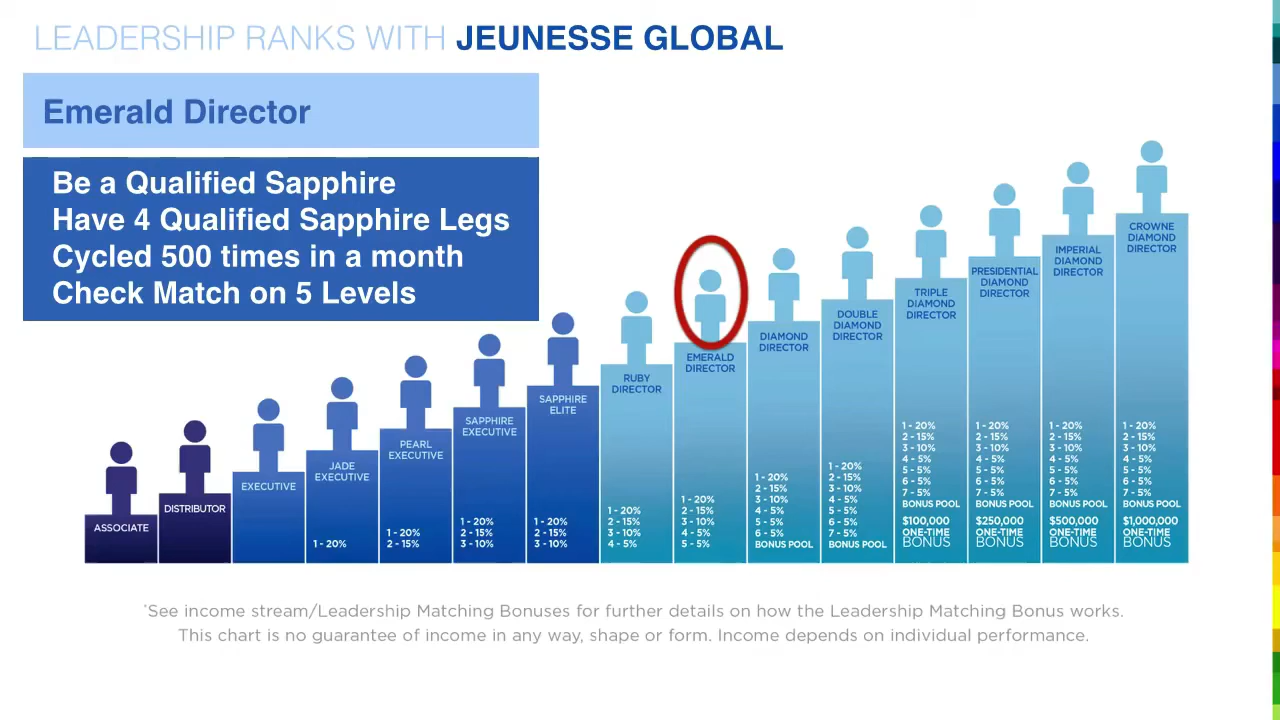 LEADERSHIP RANKS WITH JEUNESSE GLOBAL
Emerald Director
Be a Qualified Sapphire
Have 4 Qualified Sapphire Legs
Cycled 500 times in a month
Check Match on 5 Levels
ASSOCIATE
DISTRIBUTOR
EXECUTIVE
JADE
EXECUTIVE
1 - 20%
PEARL
EXECUTIVE
1 - 20%
2 - 15%
SAPPHIRE
EXECUTIVE
1 - 20%
2 - 15%
3 - 10%
SAPPHIRE
ELITE
1 - 20%
2 - 15%
3 - 10%
RUBY
DIRECTOR
1 - 20%
2 - 15%
3 - 10%
4 - 5%
EMERALD
DIRECTOR
1 - 20%
2 - 15%
3 - 10%
4 - 5%
5 - 5%
DIAMOND
DIRECTOR
1 - 20%
2 - 15%
3 - 10%
4 - 5%
5 - 5%
6 - 5%
BONUS POOL
DOUBLE
DIAMOND
DIRECTOR
1 - 20%
2 - 15%
3 - 10%
4 - 5%
5 - 5%
6 - 5%
7 - 5%
BONUS POOL
TRIPLE
DIAMOND
DIRECTOR
1 - 20%
2 - 15%
3 - 10%
4 - 5%
5 - 5%
6 - 5%
7 - 5%
BONUS POOL
$100,000
ONE-TIME
BONUS
PRESIDENTIAL
DIAMOND
DIRECTOR
1 - 20%
2 - 15%
3 - 10%
4 - 5%
5 - 5%
6 - 5%
7 - 5%
BONUS POOL
$250,000
ONE-TIME
BONUS
IMPERIAL
DIAMOND
DIRECTOR
1 - 20%
2 - 15%
3 - 10%
4 - 5%
5 - 5%
6 - 5%
7 - 5%
BONUS POOL
$500,000
ONE-TIME
BONUS
CROWNE
DIAMOND
DIRECTOR
1 - 20%
2 - 15%
3 - 10%
4 - 5%
5 - 5%
6 - 5%
7 - 5%
BONUS POOL
$1,000,000
ONE-TIME
BONUS
*See income stream/Leadership Matching Bonuses for further details on how the Leadership Matching Bonus works.
This chart is no guarantee of income in any way, shape or form. Income depends on individual performance.